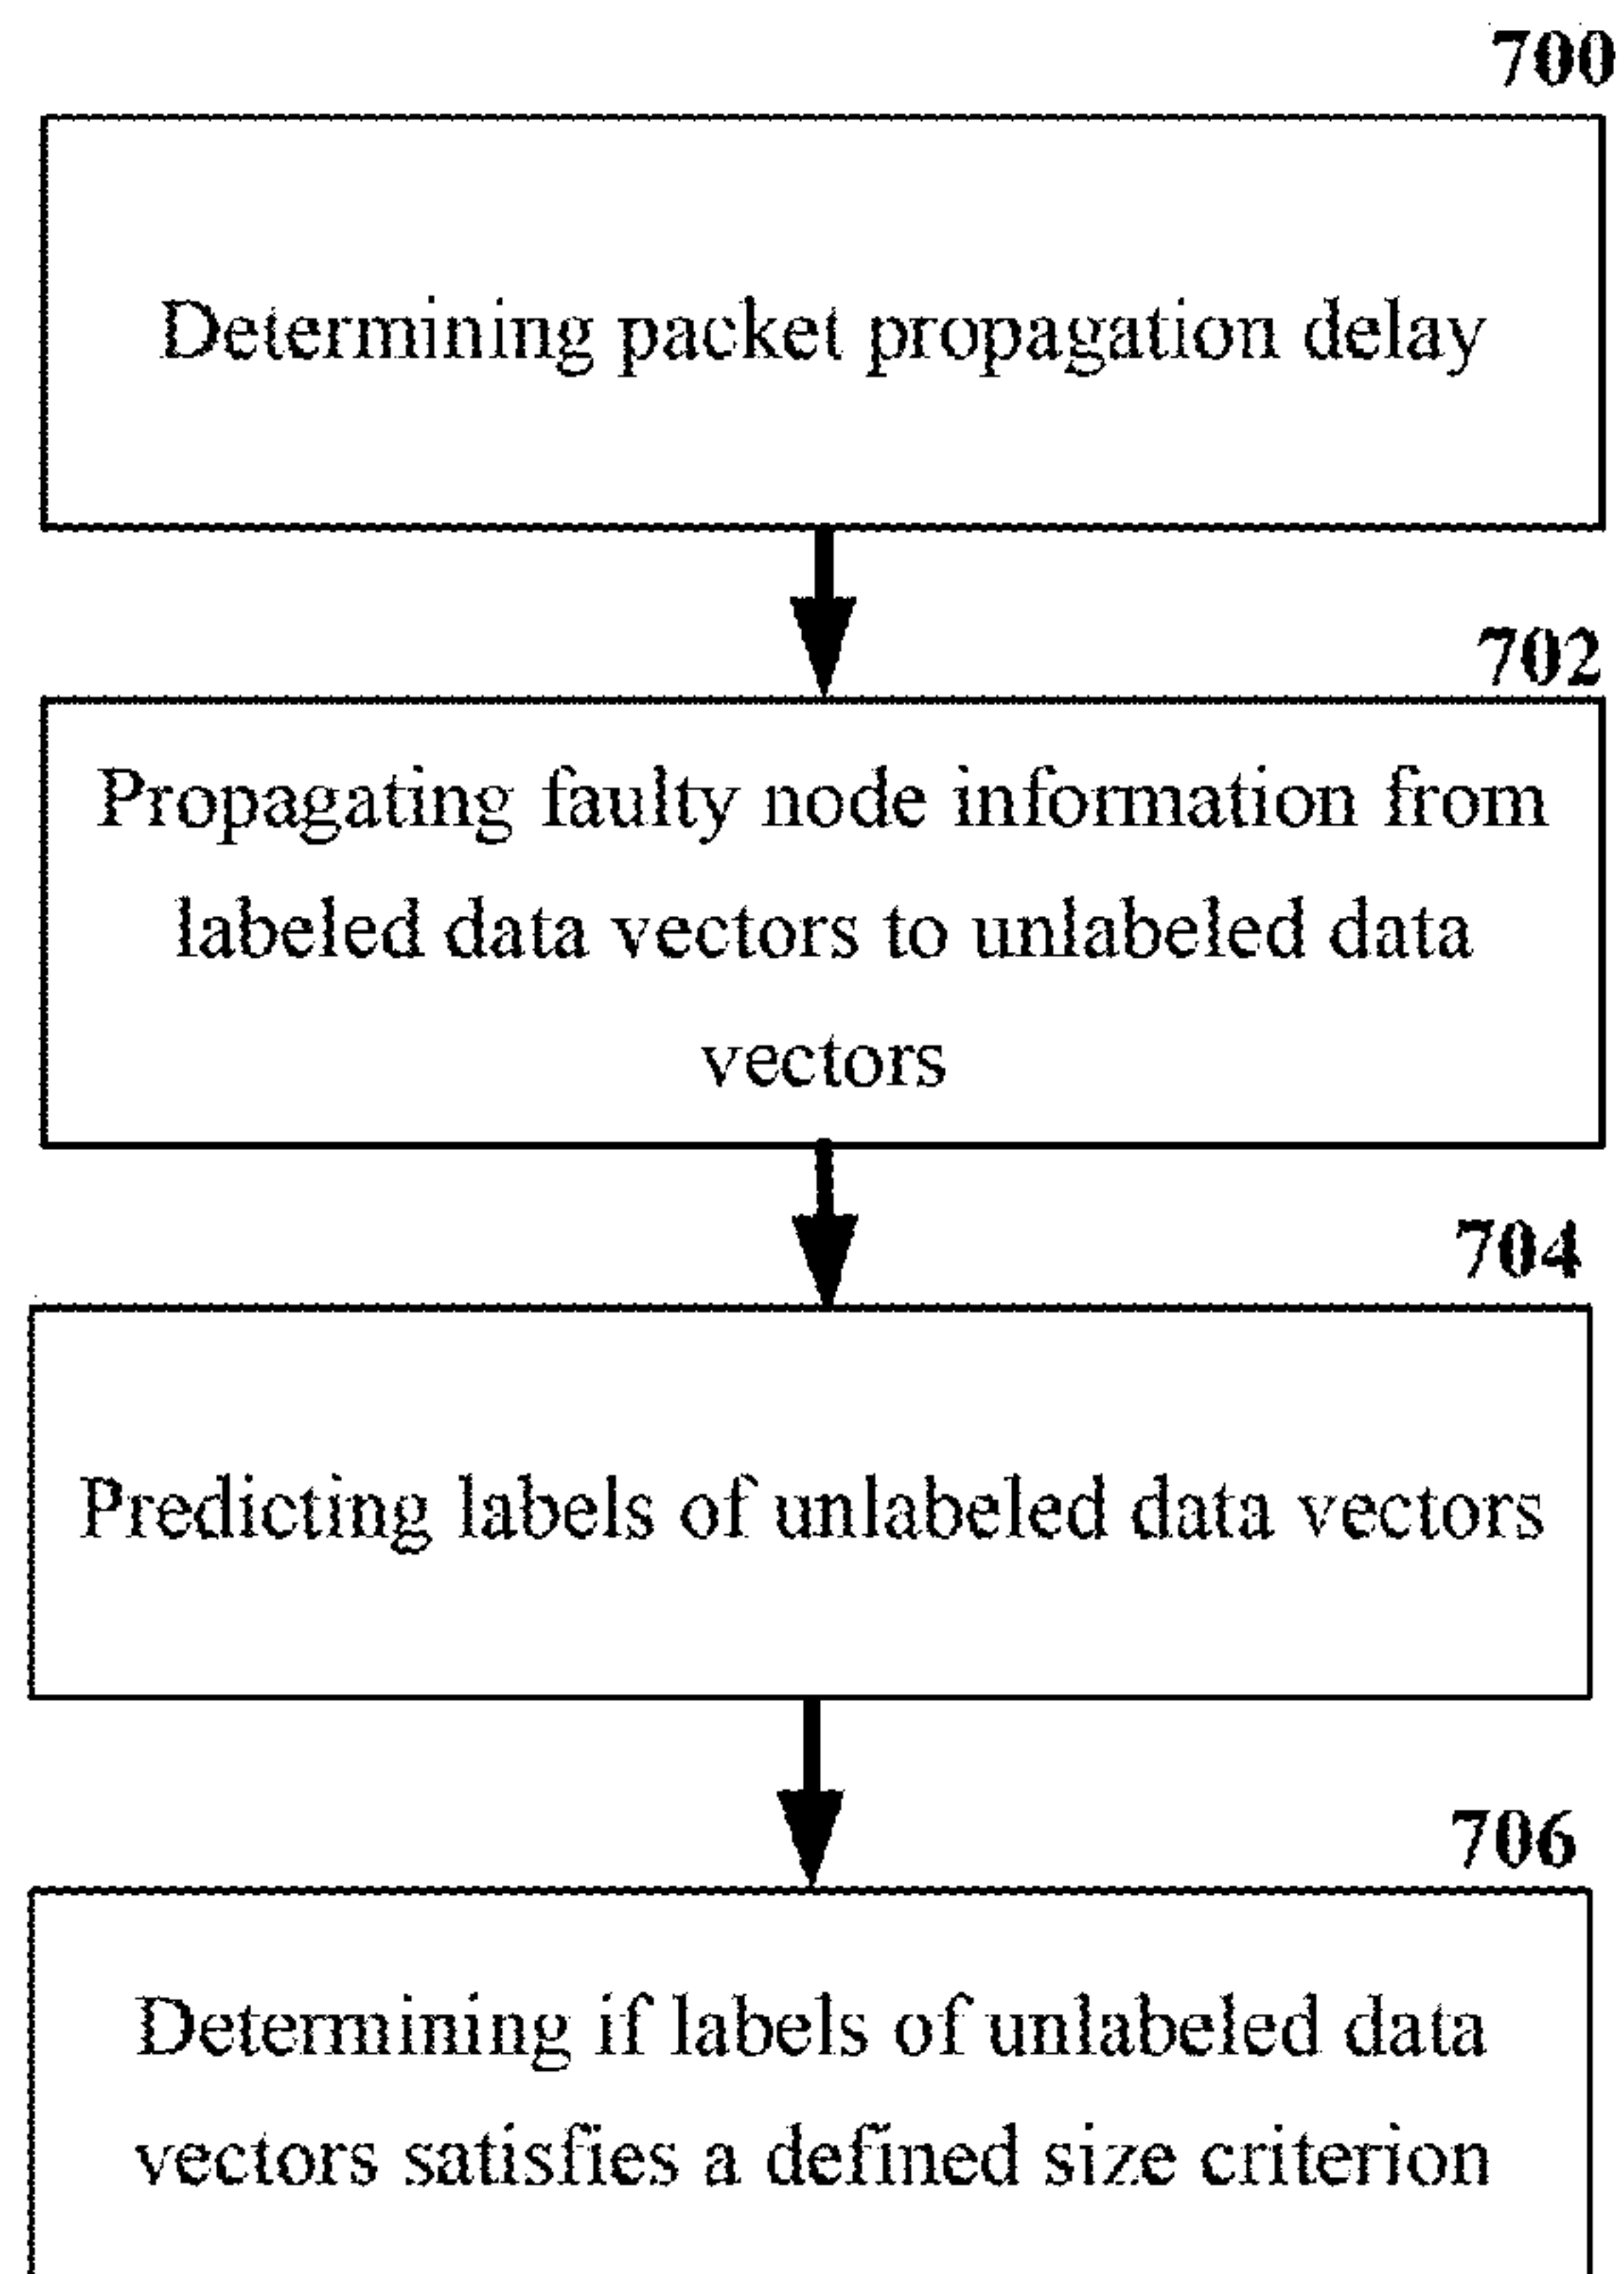 700
Determining packet propagation delay
702
Propagating faulty node information from
labeled data vectors to unlabeled data
vectors
704
Predicting labels of unlabeled data vectors
706
Determining if labels of unlabeled data
vectors satisfies a defined size criterion